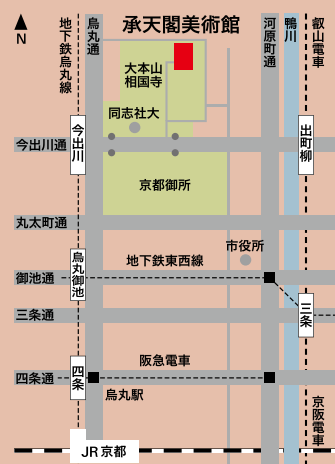 承天閣美術館
N
地下鉄烏丸線
烏丸通
河原町通
鴨川
叡山電車
大本山
相国寺
同志社大
今出川
出町柳
今出川通
京都御所
丸太町通
市役所
烏丸御池
地下鉄東西線
御池通
三条
三条通
阪急電車
四条
四条通
烏丸駅
京阪電車
JR京都